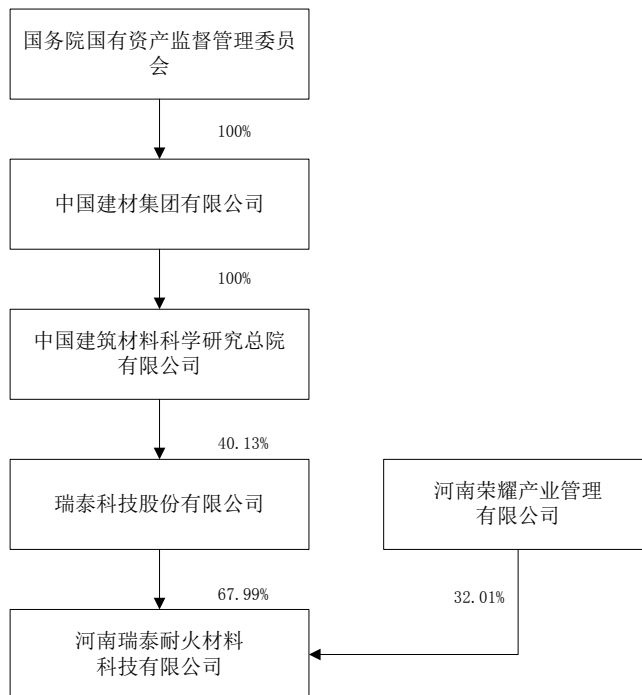 国务院国有资产监督管理委员
会
100%
中国建材集团有限公司
100%
中国建筑材料科学研究总院
有限公司
40.13%
瑞泰科技股份有限公司
河南荣耀产业管理
有限公司
67.99%
32.01%
河南瑞泰耐火材料
科技有限公司